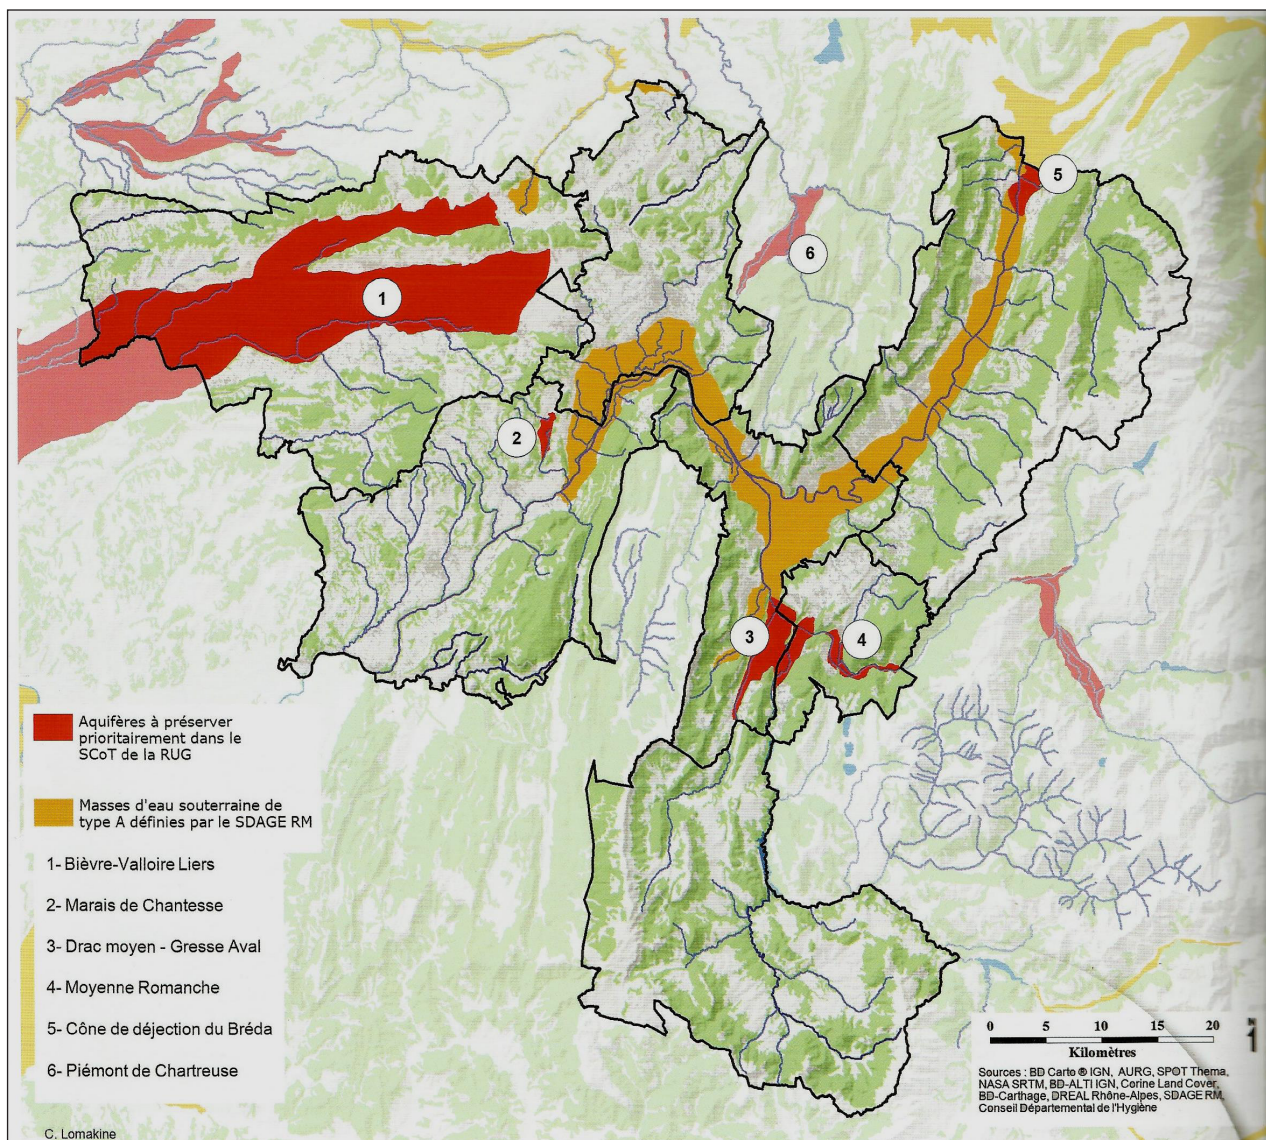 5
6
1
2
3
4
Aquifères à préserver
prioritairement dans le
SCoT de la RUG
Masses d'eau souterraine de
type A définies par le SDAGE RM
1- Bièvre-Valloire Liers
2- Marais de Chantesse
3- Drac moyen - Gresse Aval
4- Moyenne Romanche
5- Cône de déjection du Bréda
6- Piémont de Chartreuse
0 5 10 15 20
Kilomètres
N
Sources : BD Carto ® IGN, AURG, SPOT Thema,
NASA SRTM, BD-ALTI IGN, Corine Land Cover,
BD-Carthage, DREAL Rhône-Alpes, SDAGE RM,
Conseil Départemental de l'Hygiène
C. Lomakine